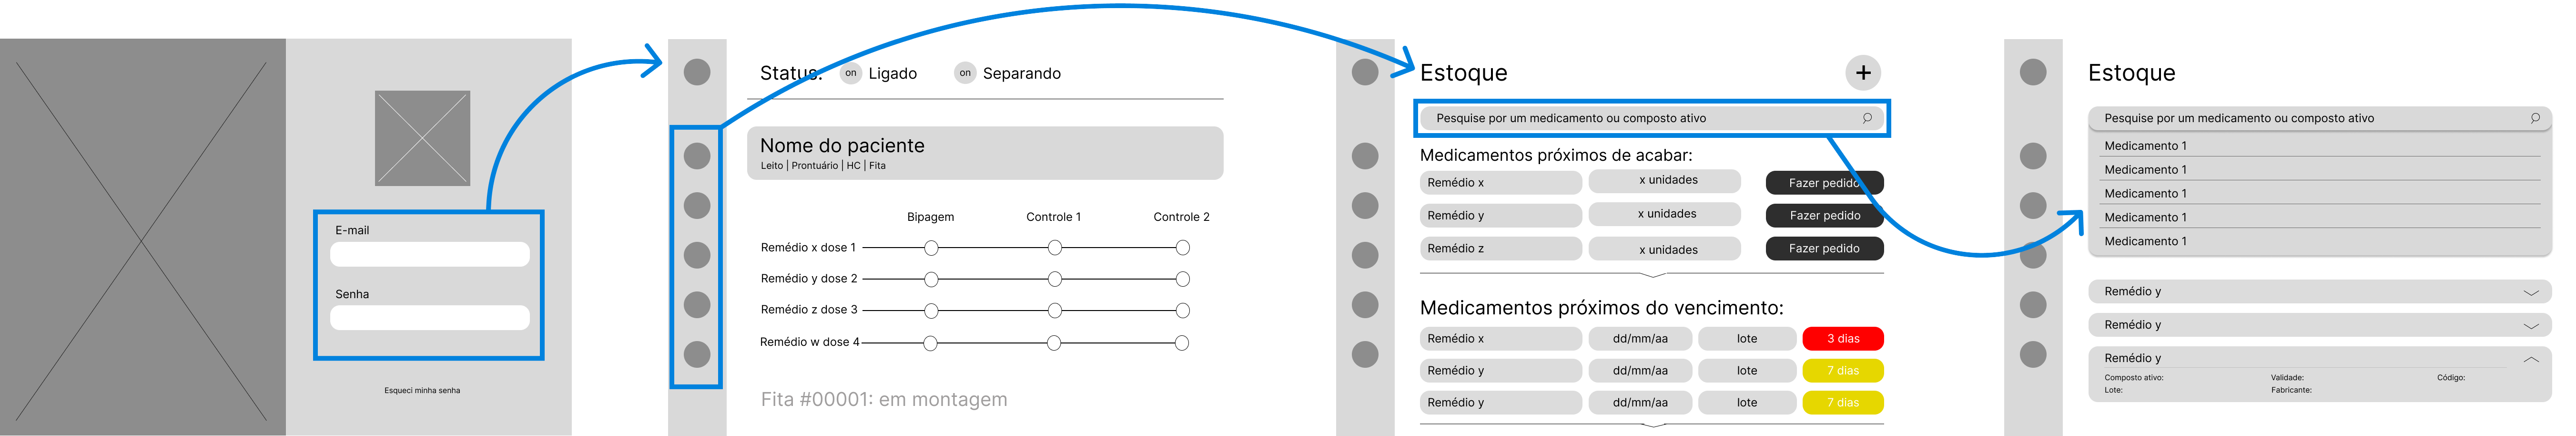 E-mail
Senha
Esqueci minha senha
Status: on Ligado on Separando
Nome do paciente
Leito | Prontuário | HC | Fita
Bipagem Controle 1 Controle 2
Remédio x dose 1
Remédio y dose 2
Remédio z dose 3
Remédio w dose 4
Fita #00001: em montagem
Estoque +
Pesquise por um medicamento ou composto ativo
Medicamentos próximos de acabar:
Remédio x x unidades Fazer pedido
Remédio y x unidades Fazer pedido
Remédio z x unidades Fazer pedido
Medicamentos próximos do vencimento:
Remédio x dd/mm/aa lote 3 dias
Remédio y dd/mm/aa lote 7 dias
Remédio y dd/mm/aa lote 7 dias
Estoque
Pesquise por um medicamento ou composto ativo
Medicamento 1
Medicamento 1
Medicamento 1
Medicamento 1
Medicamento 1
Remédio y
Remédio y
Remédio y
Composto ativo: Validade: Código:
Lote: Fabricante: